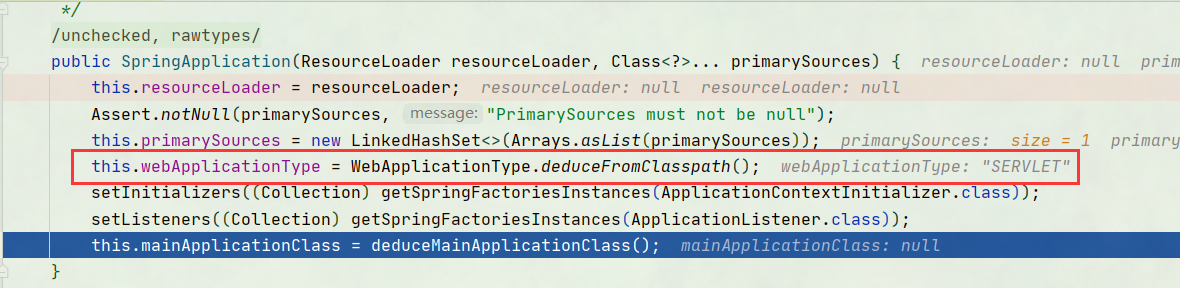 */
/unchecked, rawtypes/
public SpringApplication(ResourceLoader resourceLoader, Class<?>... primarySources) { resourceLoader: null prim
this.resourceLoader = resourceLoader; resourceLoader: null resourceLoader: null
Assert.notNull(primarySources, message: "PrimarySources must not be null");
this.primarySources = new LinkedHashSet<>(Arrays.asList(primarySources)); primarySources: size = 1 primary
this.webApplicationType = WebApplicationType.deduceFromClasspath(); webApplicationType: "SERVLET"
setInitializers((Collection) getSpringFactoriesInstances(ApplicationContextInitializer.class));
setListeners((Collection) getSpringFactoriesInstances(ApplicationListener.class));
this.mainApplicationClass = deduceMainApplicationClass(); mainApplicationClass: null
}